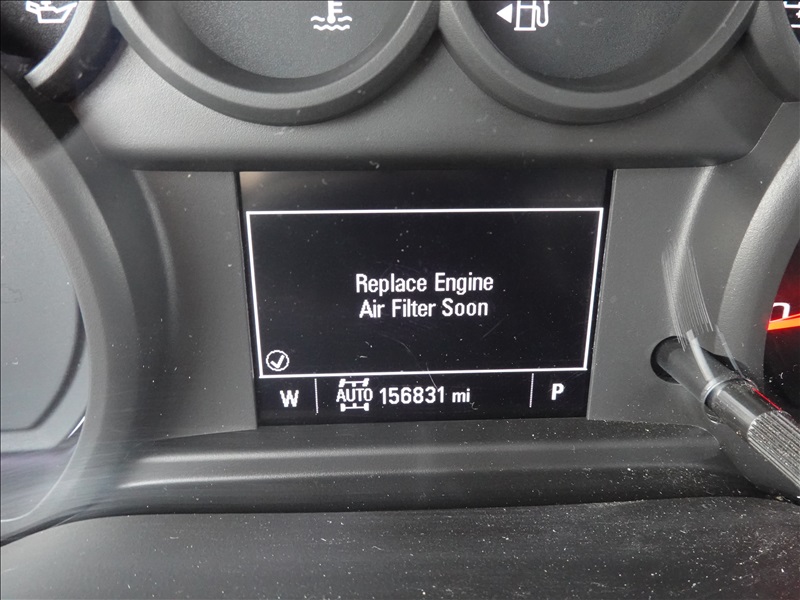 Replace Engine
Air Filter Soon
W AUTO 156831 mi P